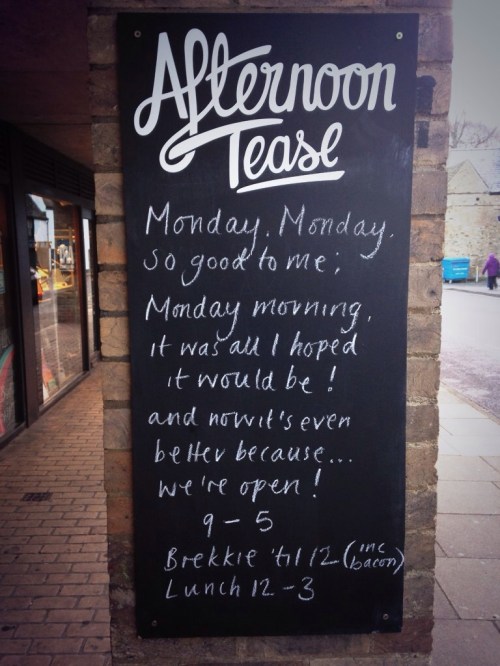 Afternoon
Tease
Monday, Monday,
so good to me;
Monday morning,
it was all I hoped
it would be!
and now it's even
better because...
we're open!
9-5
Brekkie 'til 12 (inc bacon)
Lunch 12-3